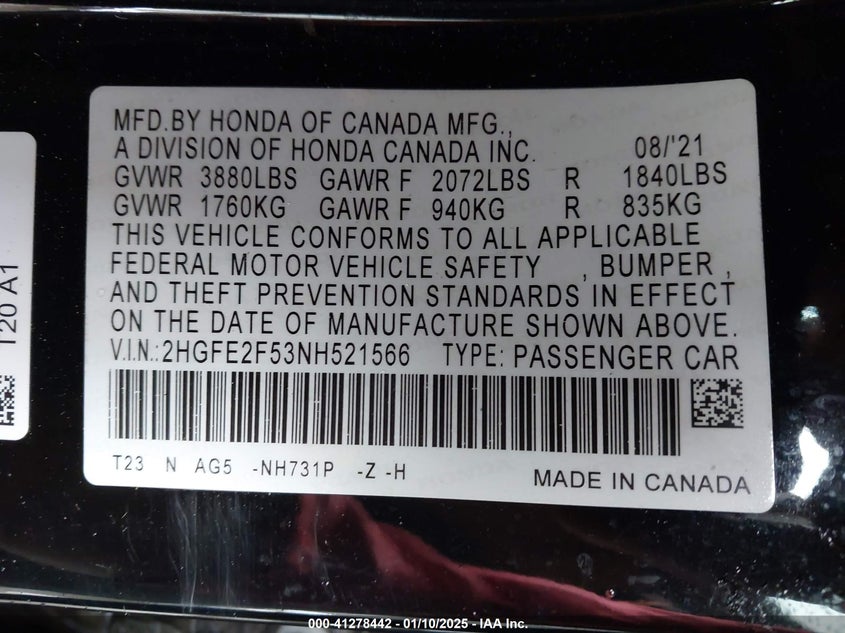 MFD.BY HONDA OF CANADA MFG.,
A DIVISION OF HONDA CANADA INC. 08/'21
GVWR 3880LBS GAWR F 2072LBS R 1840LBS
GVWR 1760KG GAWR F 940KG R 835KG
THIS VEHICLE CONFORMS TO ALL APPLICABLE
FEDERAL MOTOR VEHICLE SAFETY , BUMPER ,
AND THEFT PREVENTION STANDARDS IN EFFECT
ON THE DATE OF MANUFACTURE SHOWN ABOVE.
V.I.N.:2HGFE2F53NH521566 TYPE: PASSENGER CAR
T23 N AG5 -NH731P -Z -H
MADE IN CANADA
T20 A1
000-41278442 - 01/10/2025 - IAA Inc.